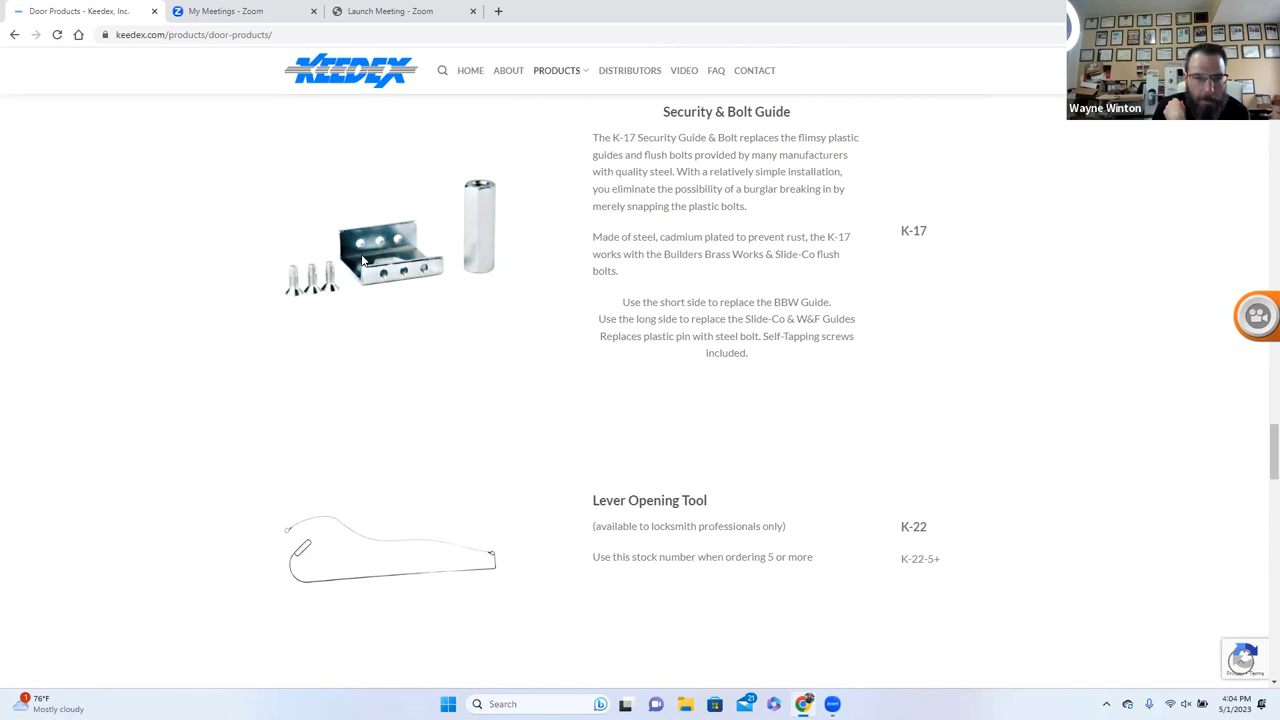 Door Products - Keedex, Inc.
My Meetings - Zoom
Launch Meeting - Zoom
keedex.com/products/door-products/
Wayne Winton
KEEDEX
HOME
ABOUT
PRODUCTS
DISTRIBUTORS
VIDEO
FAQ
CONTACT
Security & Bolt Guide
The K-17 Security Guide & Bolt replaces the flimsy plastic
guides and flush bolts provided by many manufacturers
with quality steel. With a relatively simple installation,
you eliminate the possibility of a burglar breaking in by
merely snapping the plastic bolts.
K-17
Made of steel, cadmium plated to prevent rust, the K-17
works with the Builders Brass Works & Slide-Co flush
bolts.
Use the short side to replace the BBW Guide.
Use the long side to replace the Slide-Co & W&F Guides
Replaces plastic pin with steel bolt. Self-Tapping screws
included.
Lever Opening Tool
(available to locksmith professionals only)
K-22
Use this stock number when ordering 5 or more
K-22-5+
Privacy - Terms
1
76°F
Mostly cloudy
Search
21
zoom
4:04 PM
5/1/2023